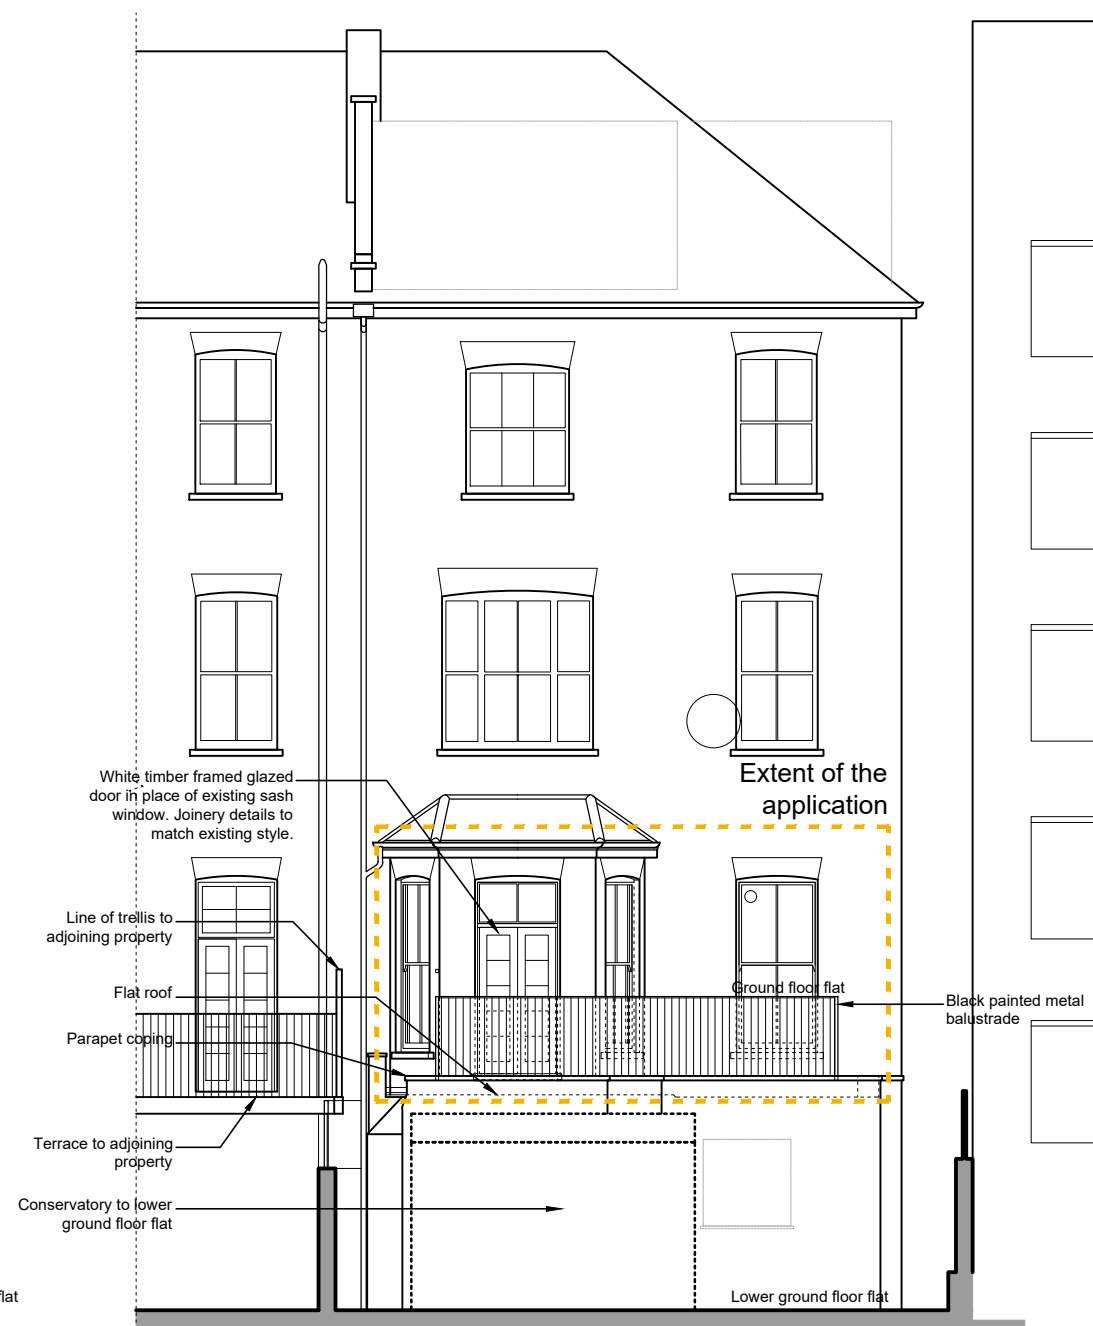 Extent of the
application
White timber framed glazed
door in place of existing sash
window. Joinery details to
match existing style.
Line of trellis to
adjoining property
Flat roof
Ground floor flat
Black painted metal
balustrade
Parapet coping
Terrace to adjoining
property
Conservatory to lower
ground floor flat
flat
Lower ground floor flat